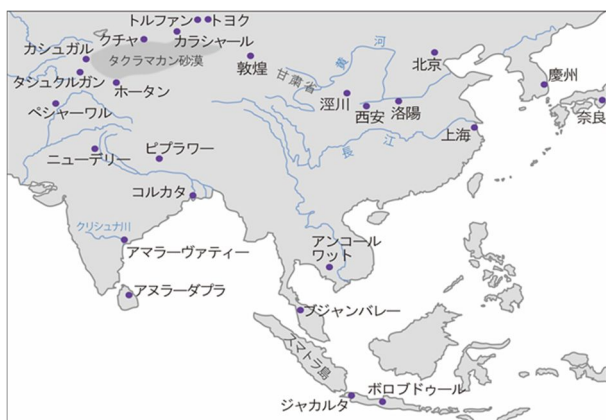 トルファン
トヨク
クチャ
カラシャール
カシュガル
タクラマカン砂漠
敦煌
タシュクルガン
ホータン
ペシャーワル
甘粛省
黄河
北京
慶州
涇川
西安
洛陽
奈良
上海
長江
ニューデリー
ピプラワー
コルカタ
クリシュナ川
アマラーヴァティー
アンコール
ワット
アヌラーダプラ
ブジャンバレー
スマトラ島
ジャカルタ
ボロブドゥール